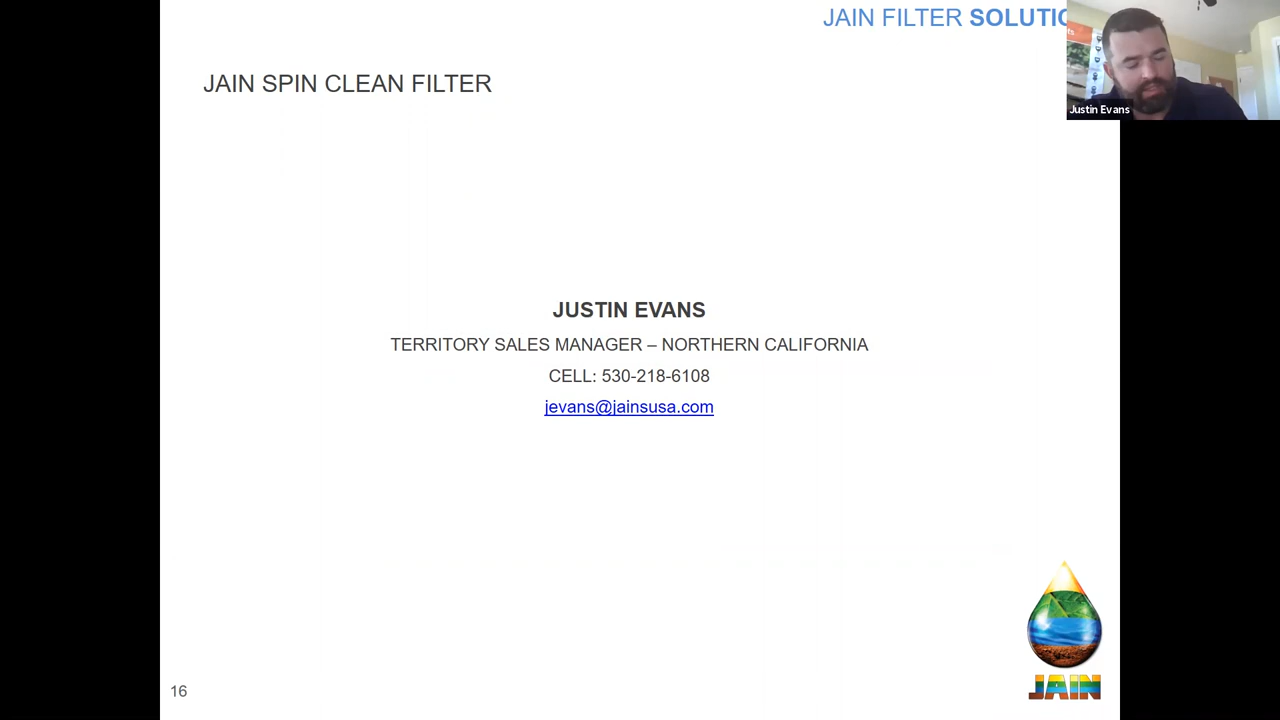 JAIN FILTER SOLUTIO
JAIN SPIN CLEAN FILTER
Justin Evans
JUSTIN EVANS
TERRITORY SALES MANAGER – NORTHERN CALIFORNIA
CELL: 530-218-6108
jevans@jainsusa.com
JAIN
16